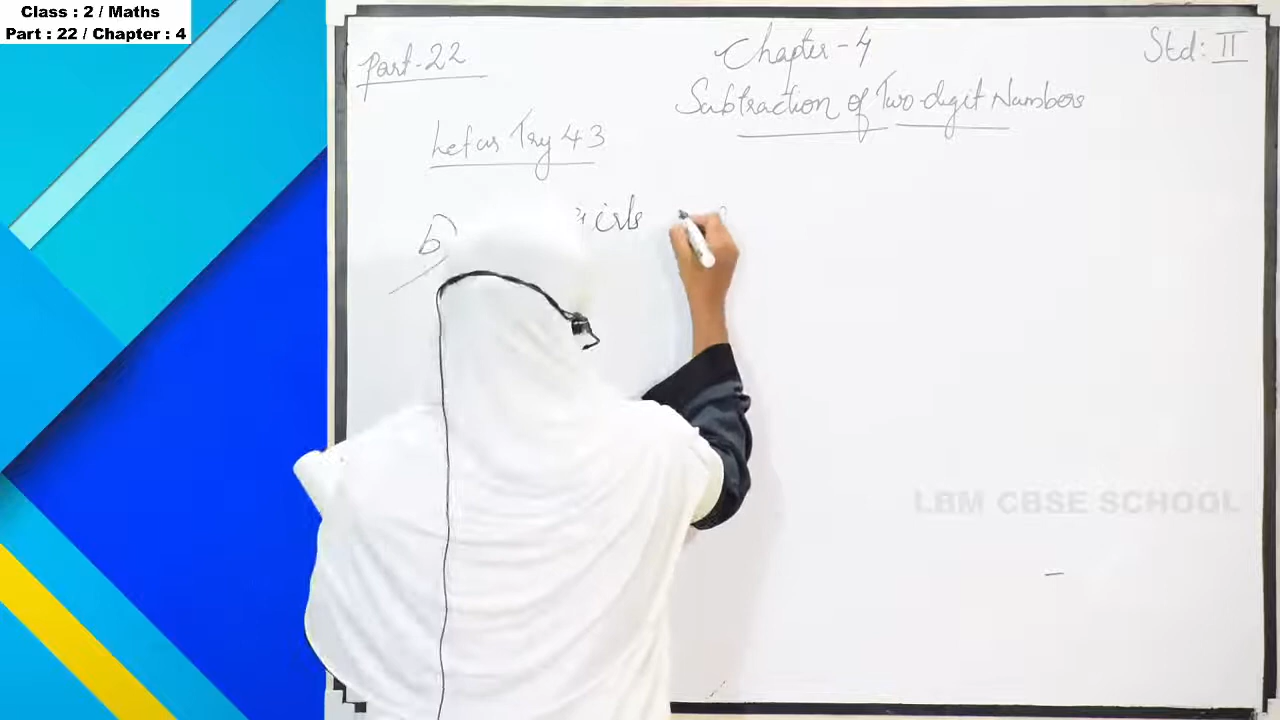 Class : 2 / Maths
Part : 22 / Chapter : 4
Part-22
Chapter-4
Std: II
Subtraction of Two-digit Numbers
Let us Try 43
b)
LBM CBSE SCHOOL